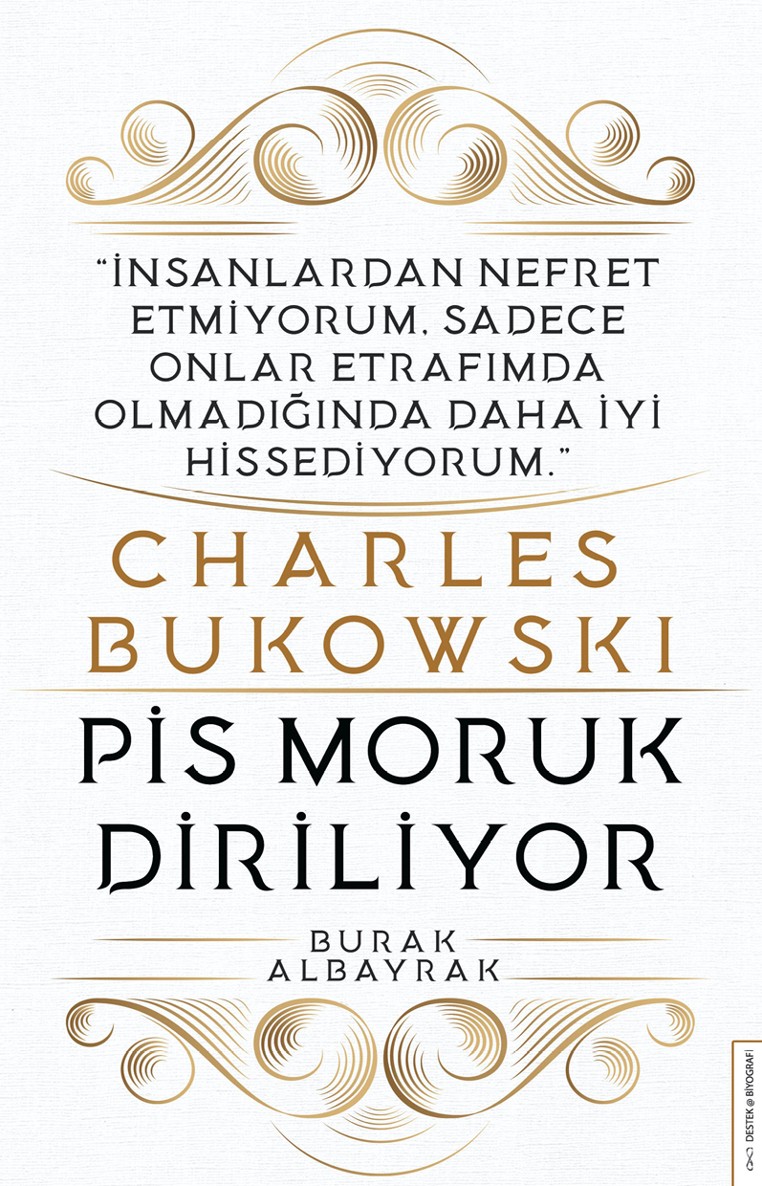 “İNSANLARDAN NEFRET
ETMİYORUM. SADECE
ONLAR ETRAFIMDA
OLMADIĞINDA DAHA İYİ
HİSSEDİYORUM.”
CHARLES
BUKOWSKI
PİS MORUK
DİRİLİYOR
BURAK
ALBAYRAK
DESTEK @ BİYOGRAFİ